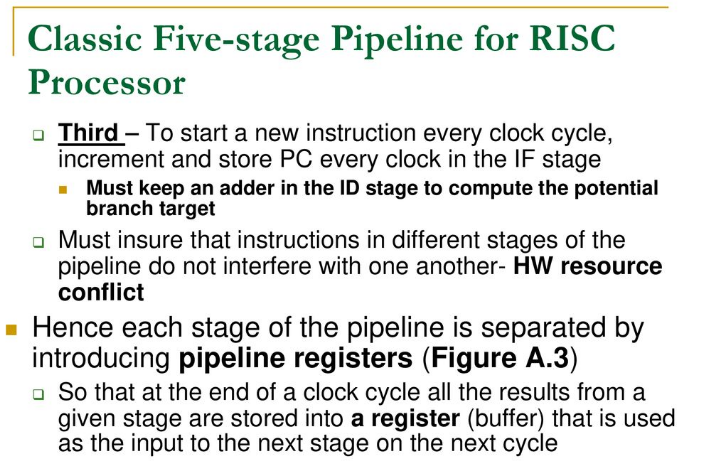 Classic Five-stage Pipeline for RISC
Processor
Third – To start a new instruction every clock cycle,
increment and store PC every clock in the IF stage
Must keep an adder in the ID stage to compute the potential
branch target
Must insure that instructions in different stages of the
pipeline do not interfere with one another- HW resource
conflict
Hence each stage of the pipeline is separated by
introducing pipeline registers (Figure A.3)
So that at the end of a clock cycle all the results from a
given stage are stored into a register (buffer) that is used
as the input to the next stage on the next cycle